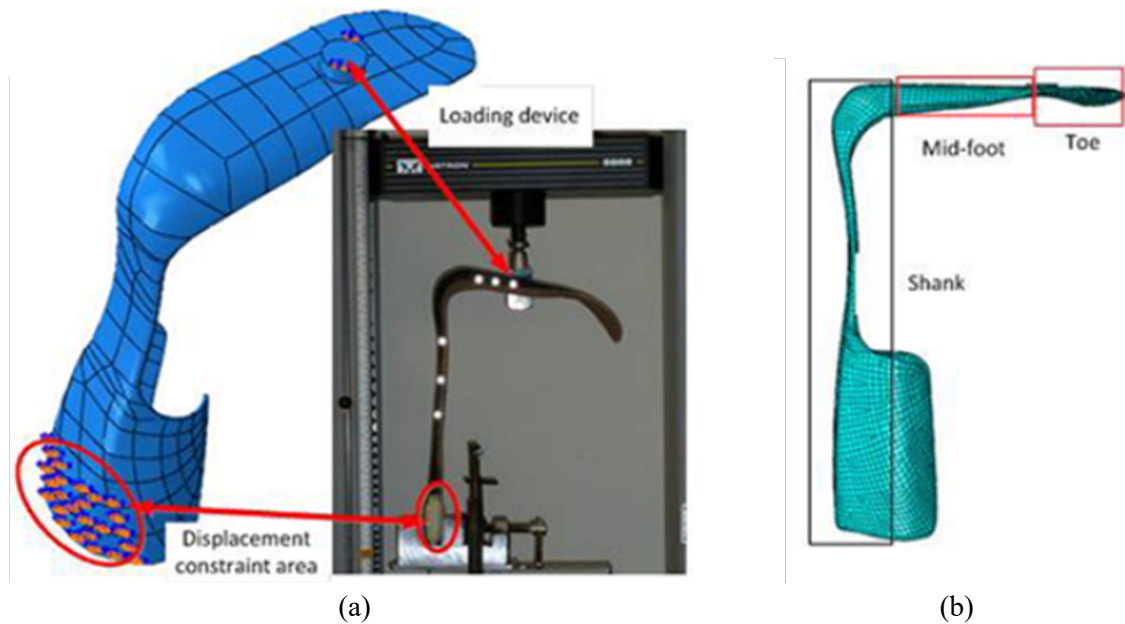 Loading device
Displacement
constraint area
Mid-foot
Toe
Shank
(a)
(b)